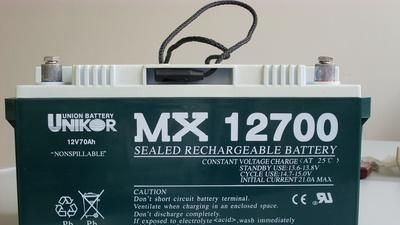 UNION BATTERY
UNIKOR
12V70Ah
"NONSPILLABLE"
MX 12700
SEALED RECHARGEABLE BATTERY
CONSTANT VOLTAGE CHARGE (AT 25℃)
STANDBY USE:13.6-13.8V
CYCLE USE:14.7-15.0V
INITIAL CURRENT 21.0A MAX
Pb
CAUTION
Don't short circuit battery terminal.
Ventilate when charging in an enclosed space.
Don't discharge completely.
If exposed to electrolyte <acid>,wash immediately
CE